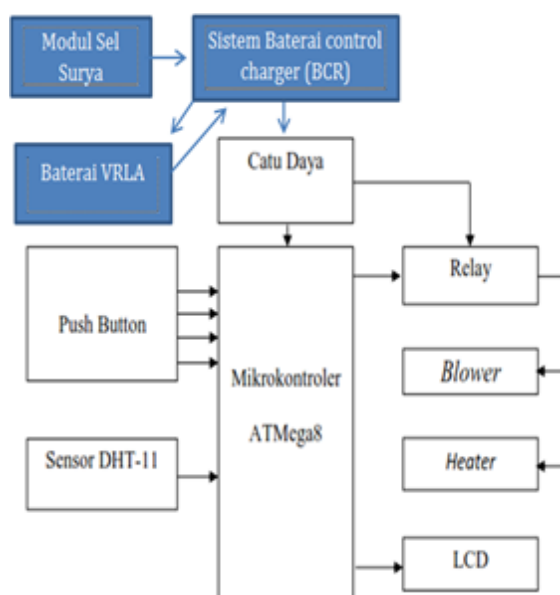 Modul Sel
Surya
Sistem Baterai control
charger (BCR)
Baterai VRLA
Catu Daya
Push Button
Mikrokontroler
ATMega8
Relay
Blower
Sensor DHT-11
Heater
LCD